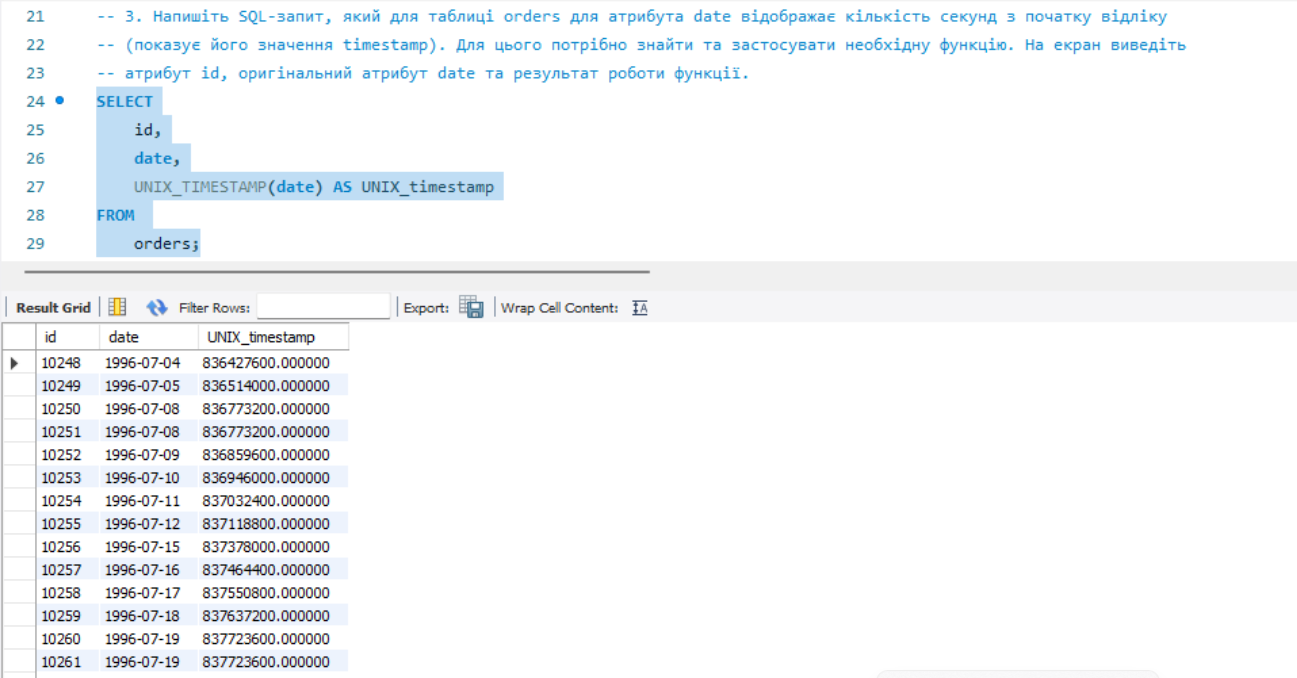 21 -- 3. Напишіть SQL-запит, який для таблиці orders для атрибута date відображає кількість секунд з початку відліку
22 -- (показує його значення timestamp). Для цього потрібно знайти та застосувати необхідну функцію. На екран виведіть
23 -- атрибут id, оригінальний атрибут date та результат роботи функції.
24 SELECT
25 id,
26 date,
27 UNIX_TIMESTAMP(date) AS UNIX_timestamp
28 FROM
29 orders;
Result Grid Filter Rows: Export: Wrap Cell Content: IA
id date UNIX_timestamp
10248 1996-07-04 836427600.000000
10249 1996-07-05 836514000.000000
10250 1996-07-08 836773200.000000
10251 1996-07-08 836773200.000000
10252 1996-07-09 836859600.000000
10253 1996-07-10 836946000.000000
10254 1996-07-11 837032400.000000
10255 1996-07-12 837118800.000000
10256 1996-07-15 837378000.000000
10257 1996-07-16 837464400.000000
10258 1996-07-17 837550800.000000
10259 1996-07-18 837637200.000000
10260 1996-07-19 837723600.000000
10261 1996-07-19 837723600.000000